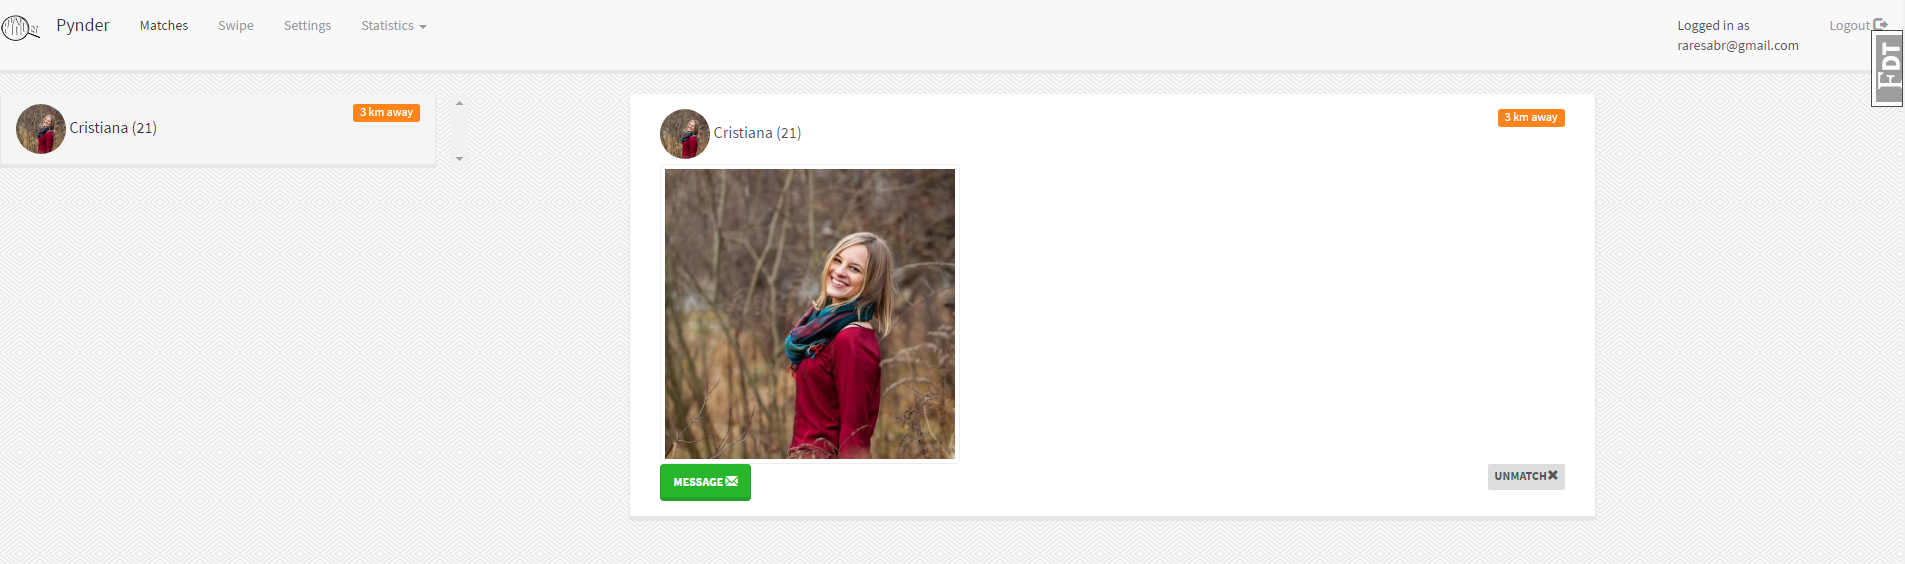 Pynder
Matches
Swipe
Settings
Statistics
Logged in as
raresabr@gmail.com
Logout
DT
Cristiana (21)
3 km away
Cristiana (21)
3 km away
MESSAGE
UNMATCH